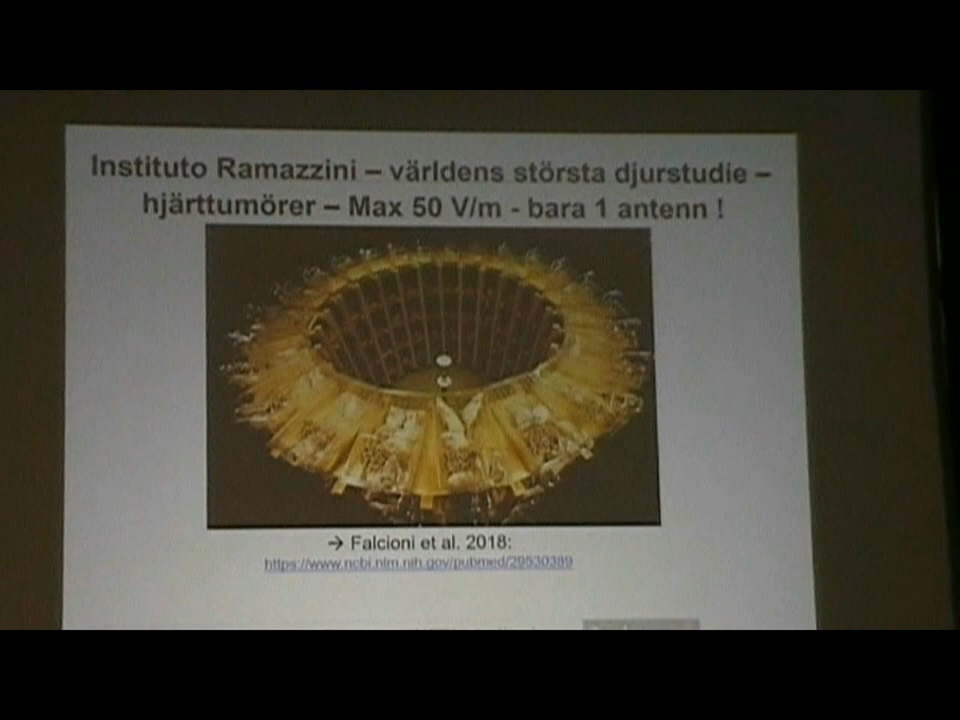 Instituto Ramazzini – världens största djurstudie –
hjärttumörer – Max 50 V/m - bara 1 antenn !
→ Falcioni et al. 2018:
https://www.ncbi.nlm.nih.gov/pubmed/29530389